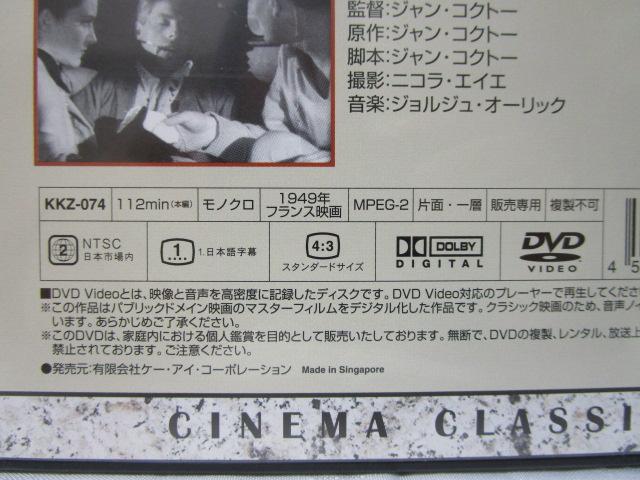 監督:ジャン・コクトー
原作:ジャン・コクトー
脚本:ジャン・コクトー
撮影:ニコラ・エイエ
音楽:ジョルジュ・オーリック
KKZ-074 112min(本編) モノクロ 1949年 フランス映画 MPEG-2 片面・一層 販売専用 複製不可
2 NTSC 日本市場内 1 1.日本語字幕 4:3 スタンダードサイズ DOLBY DIGITAL DVD VIDEO 4 5
■DVD Videoとは、映像と音声を高密度に記録したディスクです。DVD Video対応のプレーヤーで再生してくださ
※この作品はパブリックドメイン映画のマスターフィルムをデジタル化した作品です。クラシック映画のため、音声ノイ
います。あらかじめご了承ください。
※このDVDは、家庭内における個人鑑賞を目的として販売いたしております。無断で、DVDの複製、レンタル、放送上
禁止されております。ご注意ください。
●発売元:有限会社ケー・アイ・コーポレーション Made in Singapore
CINEMA CLASSI